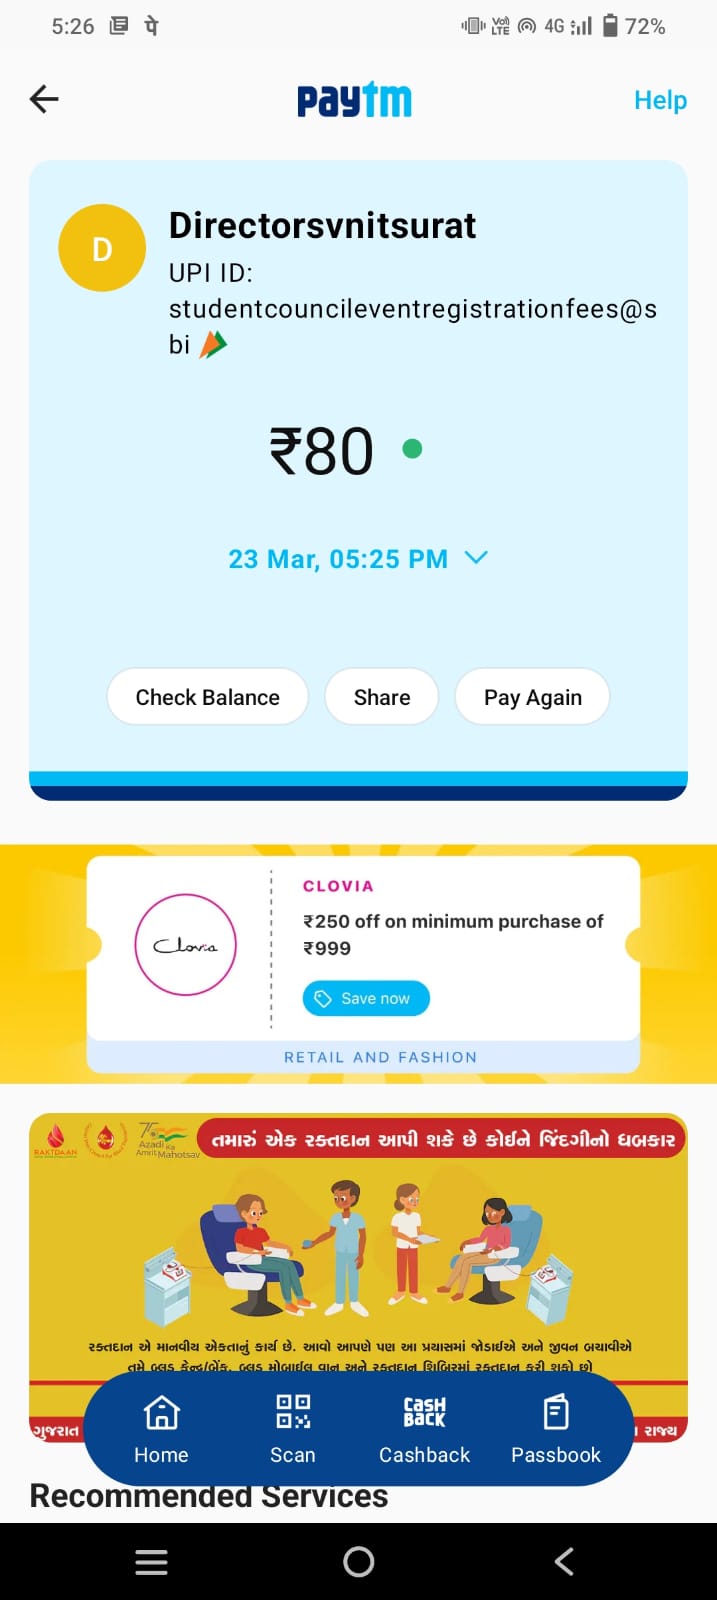 5:26 पे Vo) LTE 4G 72%
paytm Help
D
Directorsvnitsurat
UPI ID:
studentcouncileventregistrationfees@s
bi
₹80
23 Mar, 05:25 PM
Check Balance Share Pay Again
CLOVIA
Clovia
₹250 off on minimum purchase of
₹999
Save now
RETAIL AND FASHION
RAKTDAAN
75 Azadi Ka
Amrit Mahotsav
તમારું એક રક્તદાન આપી શકે છે કોઈને જિંદગીનો ધબકાર
રક્તદાન એ માનવીય એકતાનું કાર્ય છે. આવો આપણે પણ આ પ્રયાસમાં જોડાઈએ અને જીવન બચાવીએ
તમે બ્લડ કેન્દ્ર/બેંક, બ્લડ મોબાઈલ વાન અને રક્તદાન શિબિરમાં રક્તદાન કરી શકો છો
ગુજરાત રાજ્ય
Home Scan CASH BACK Cashback Passbook
Recommended Services